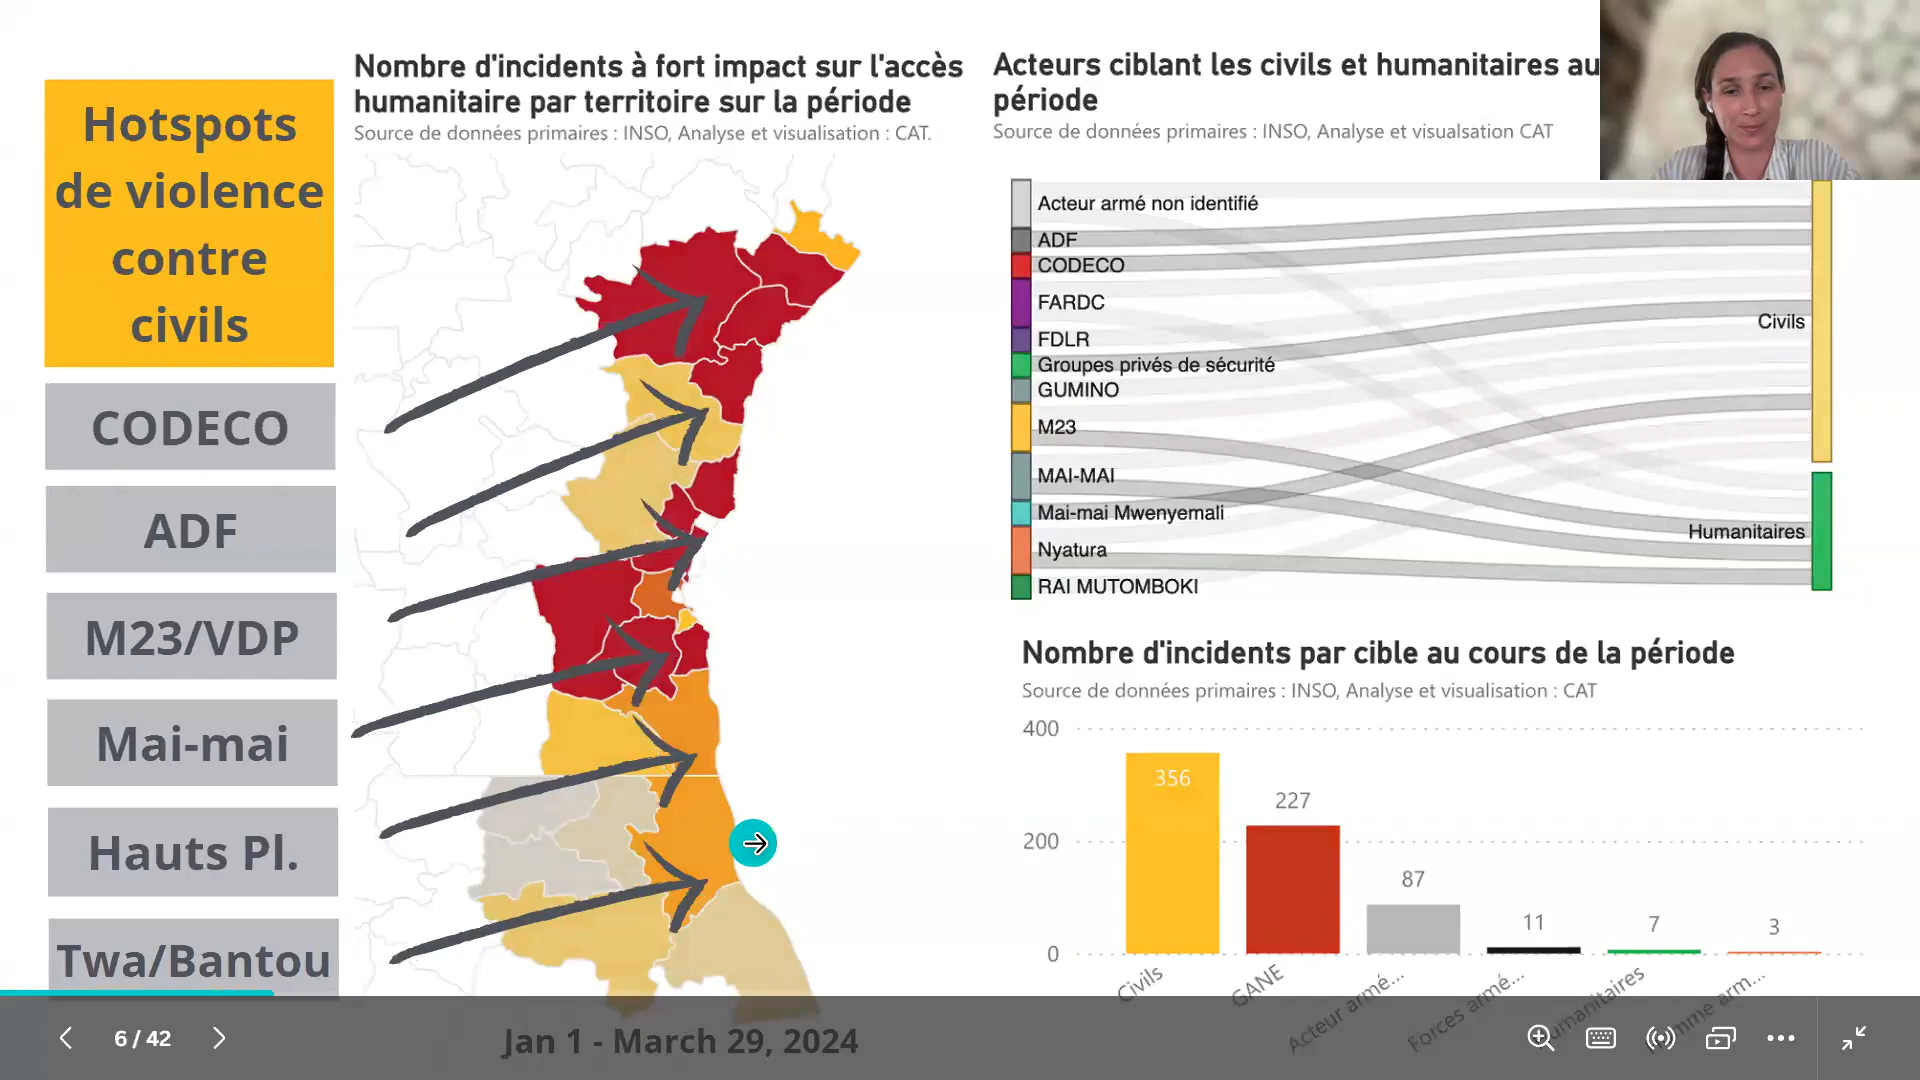 Hotspots
de violence
contre
civils
CODECO
ADF
M23/VDP
Mai-mai
Hauts Pl.
Twa/Bantou
Nombre d'incidents à fort impact sur l'accès
humanitaire par territoire sur la période
Source de données primaires : INSO, Analyse et visualisation : CAT.
Acteurs ciblant les civils et humanitaires au
période
Source de données primaires : INSO, Analyse et visualsation CAT
Acteur armé non identifié
ADF
CODECO
FARDC
FDLR
Groupes privés de sécurité
GUMINO
M23
MAI-MAI
Mai-mai Mwenyemali
Nyatura
RAI MUTOMBOKI
Civils
Humanitaires
Nombre d'incidents par cible au cours de la période
Source de données primaires : INSO, Analyse et visualisation : CAT
400
200
0
356
227
87
11
7
3
Civils
GANE
Acteur armé...
Forces armé...
umanitaires
mme arm...
6 / 42
Jan 1 - March 29, 2024